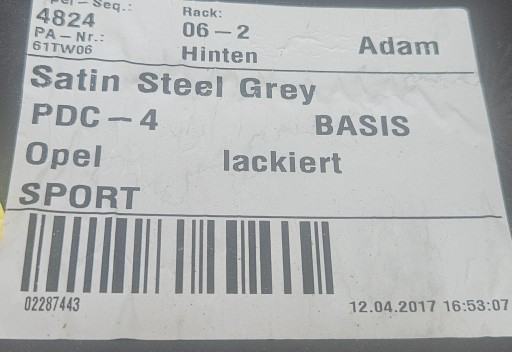 Seq.: Rack:
4824 06-2
PA-Nr.:
61TW06 Hinten Adam
Satin Steel Grey
PDC-4 BASIS
Opel lackiert
SPORT
02287443 12.04.2017 16:53:07